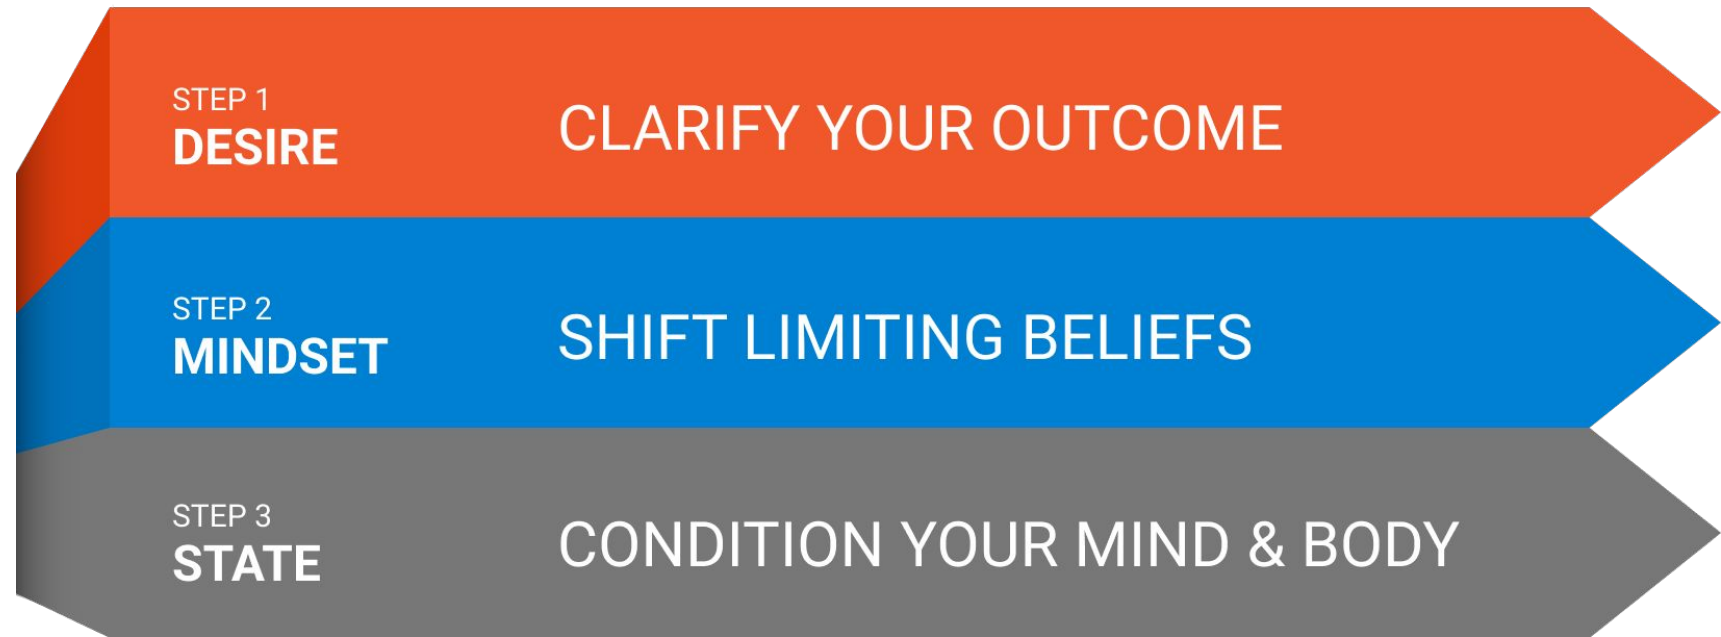 STEP 1
DESIRE
CLARIFY YOUR OUTCOME
STEP 2
MINDSET
SHIFT LIMITING BELIEFS
STEP 3
STATE
CONDITION YOUR MIND & BODY